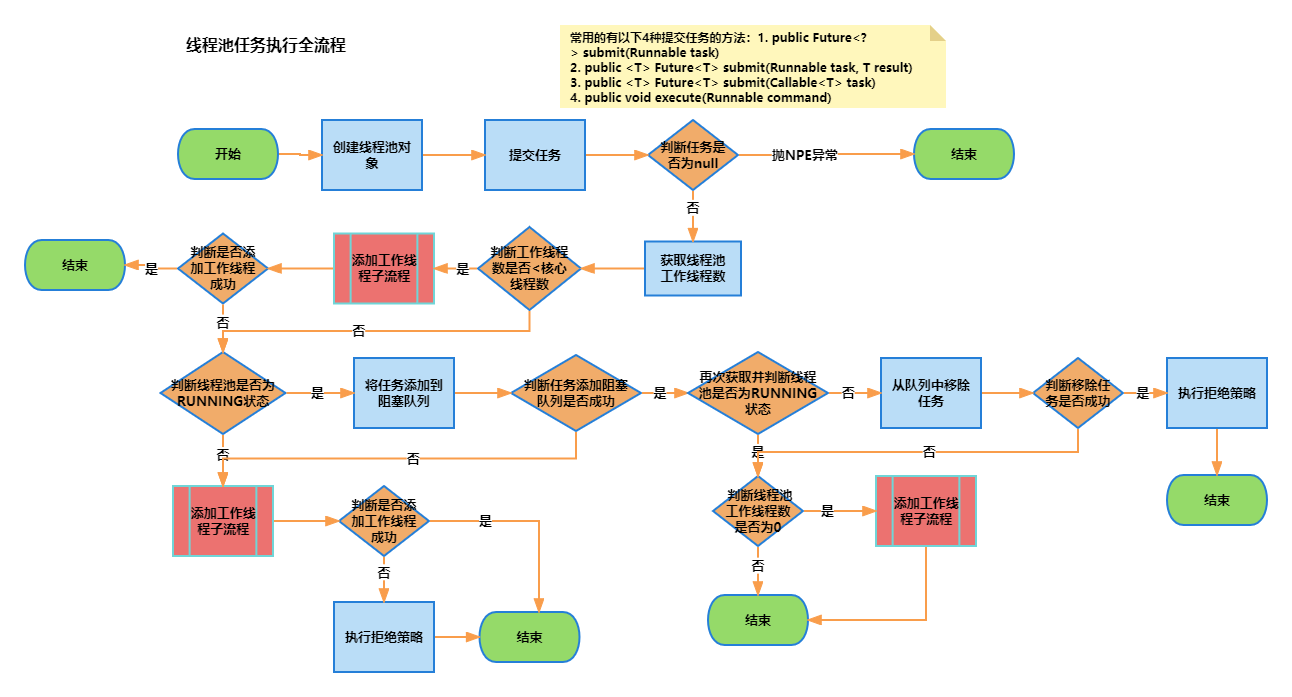 线程池任务执行全流程
常用的有以下4种提交任务的方法：1. public Future<?
> submit(Runnable task)
2. public <T> Future<T> submit(Runnable task, T result)
3. public <T> Future<T> submit(Callable<T> task)
4. public void execute(Runnable command)
开始
创建线程池对
象
提交任务
判断任务是
否为null
抛NPE异常
结束
否
结束
是
判断是否添
加工作线程
成功
添加工作线
程子流程
是
判断工作线程
数是否<核心
线程数
获取线程池
工作线程数
否
否
判断线程池是否为
RUNNING状态
是
将任务添加到
阻塞队列
判断任务添加阻塞
队列是否成功
是
再次获取并判断线程
池是否为RUNNING
状态
否
从队列中移除
任务
判断移除任
务是否成功
是
执行拒绝策略
否
否
是
否
添加工作线
程子流程
判断是否添
加工作线程
成功
是
判断线程池
工作线程数
是否为0
是
添加工作线
程子流程
结束
否
否
执行拒绝策略
结束
结束